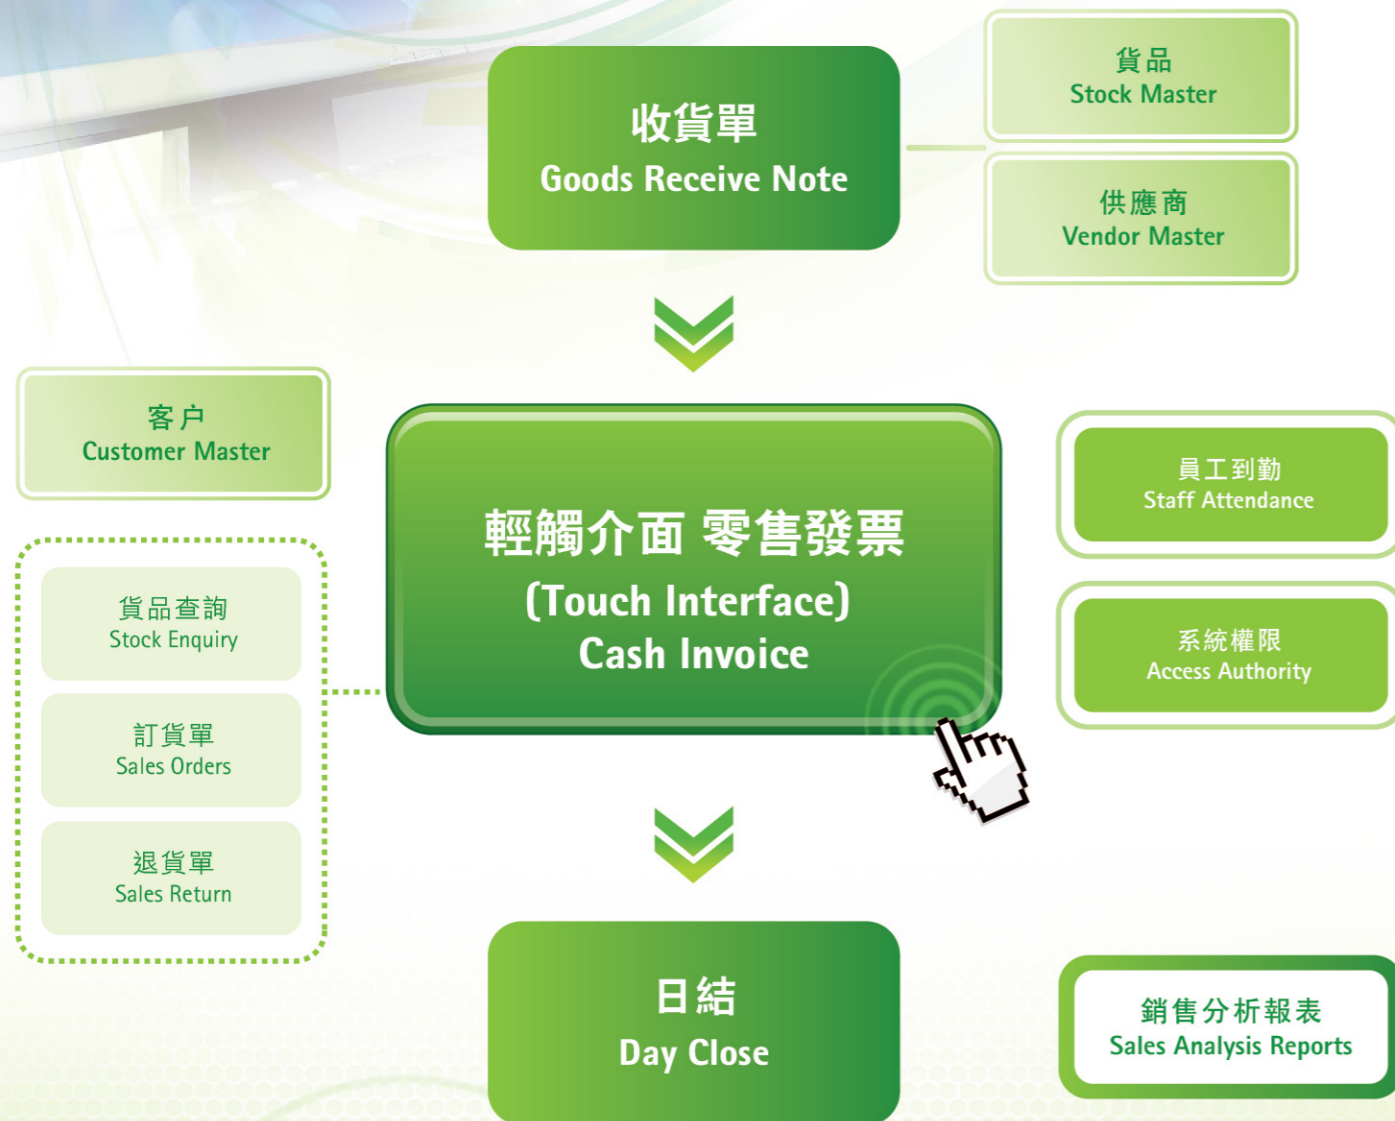 收貨單
Goods Receive Note
貨品
Stock Master
供應商
Vendor Master
客户
Customer Master
輕觸介面 零售發票
(Touch Interface)
Cash Invoice
員工到勤
Staff Attendance
系統權限
Access Authority
貨品查詢
Stock Enquiry
訂貨單
Sales Orders
退貨單
Sales Return
日結
Day Close
銷售分析報表
Sales Analysis Reports